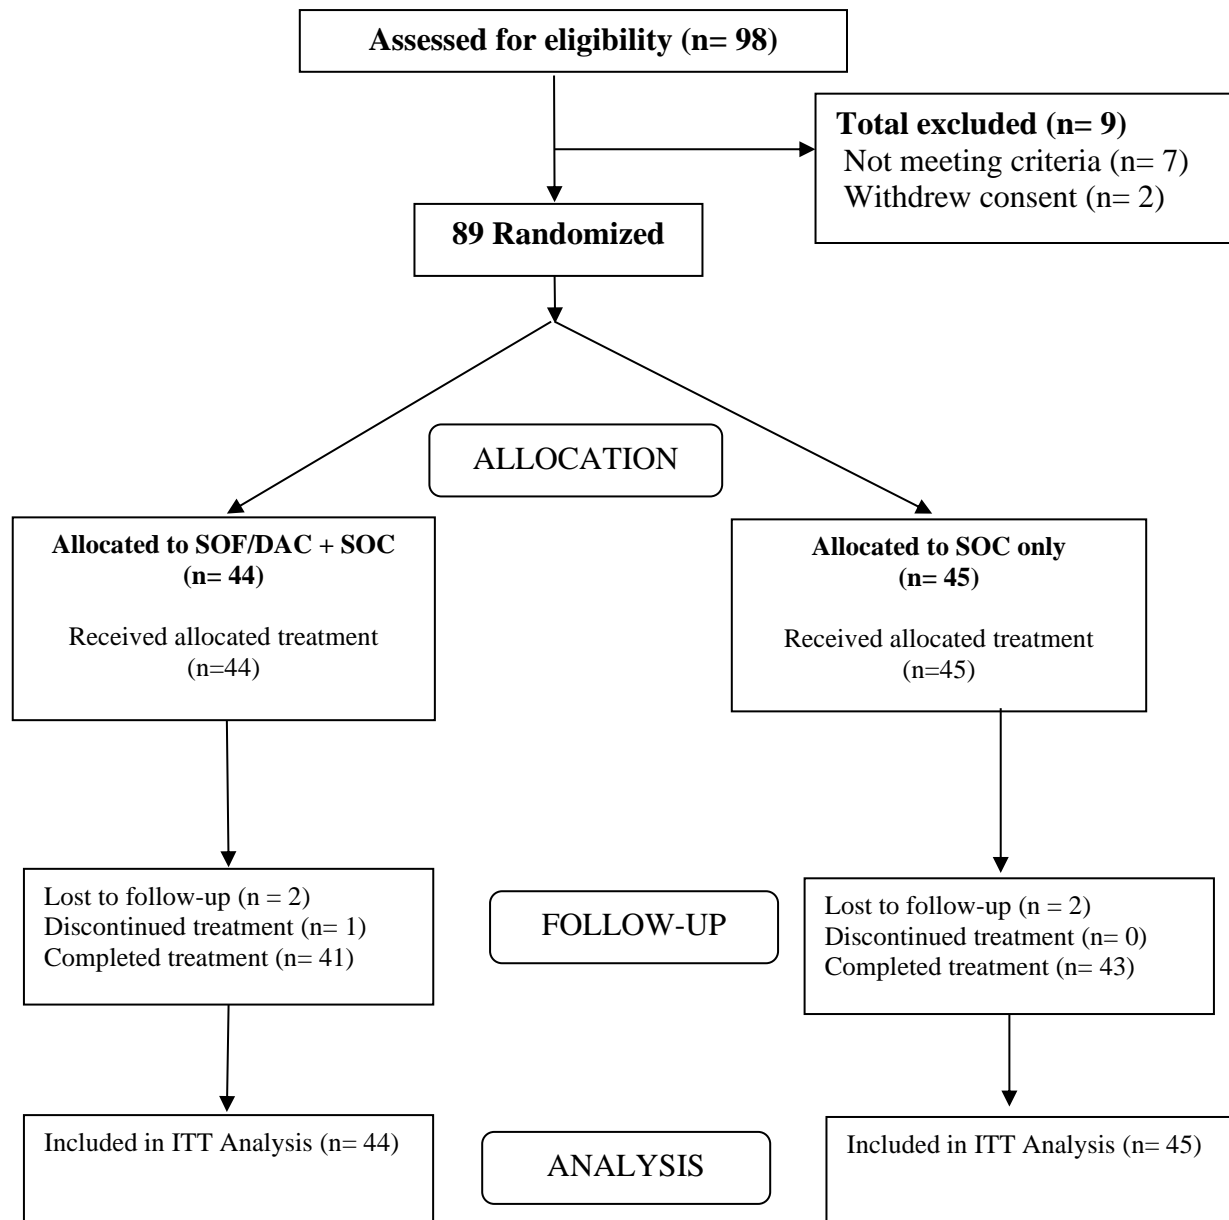 Assessed for eligibility (n= 98)
Total excluded (n= 9)
Not meeting criteria (n= 7)
Withdrew consent (n= 2)
89 Randomized
ALLOCATION
Allocated to SOF/DAC + SOC
(n= 44)
Received allocated treatment
(n=44)
Allocated to SOC only
(n= 45)
Received allocated treatment
(n=45)
Lost to follow-up (n = 2)
Discontinued treatment (n= 1)
Completed treatment (n= 41)
FOLLOW-UP
Lost to follow-up (n = 2)
Discontinued treatment (n= 0)
Completed treatment (n= 43)
Included in ITT Analysis (n= 44)
ANALYSIS
Included in ITT Analysis (n= 45)